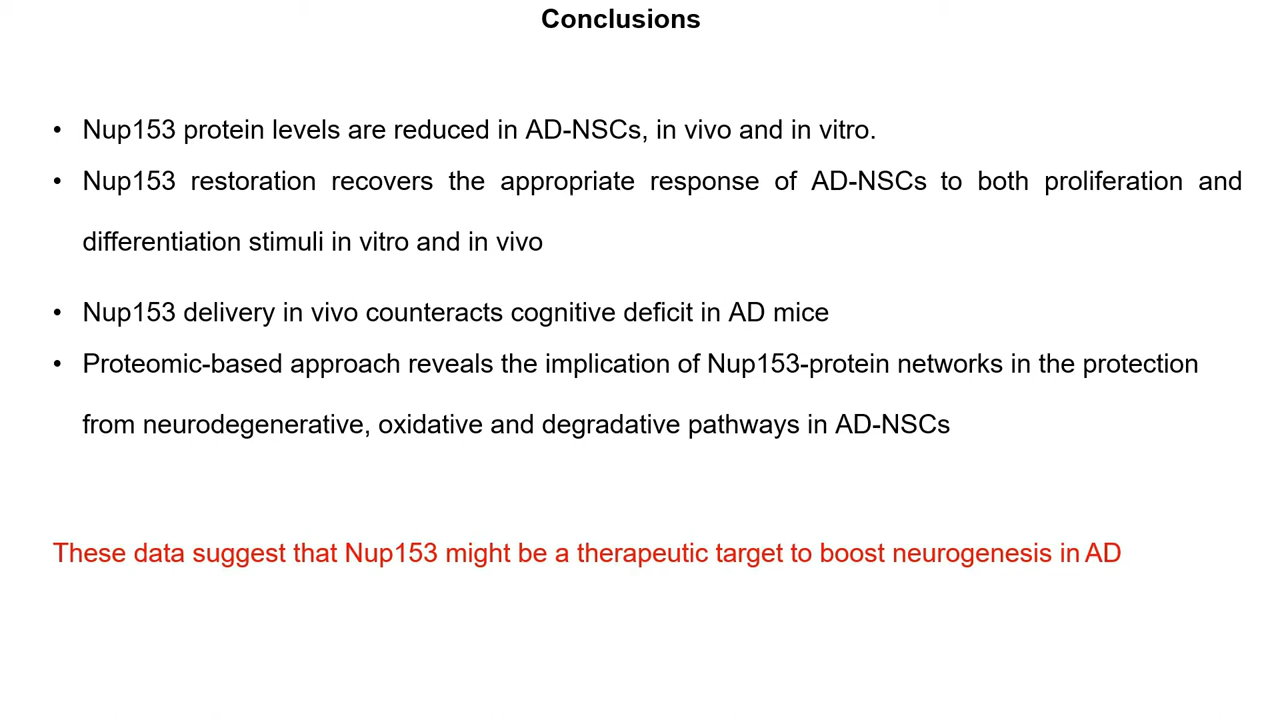 Conclusions
• Nup153 protein levels are reduced in AD-NSCs, in vivo and in vitro.
• Nup153 restoration recovers the appropriate response of AD-NSCs to both proliferation and
differentiation stimuli in vitro and in vivo
• Nup153 delivery in vivo counteracts cognitive deficit in AD mice
• Proteomic-based approach reveals the implication of Nup153-protein networks in the protection
from neurodegenerative, oxidative and degradative pathways in AD-NSCs
These data suggest that Nup153 might be a therapeutic target to boost neurogenesis in AD